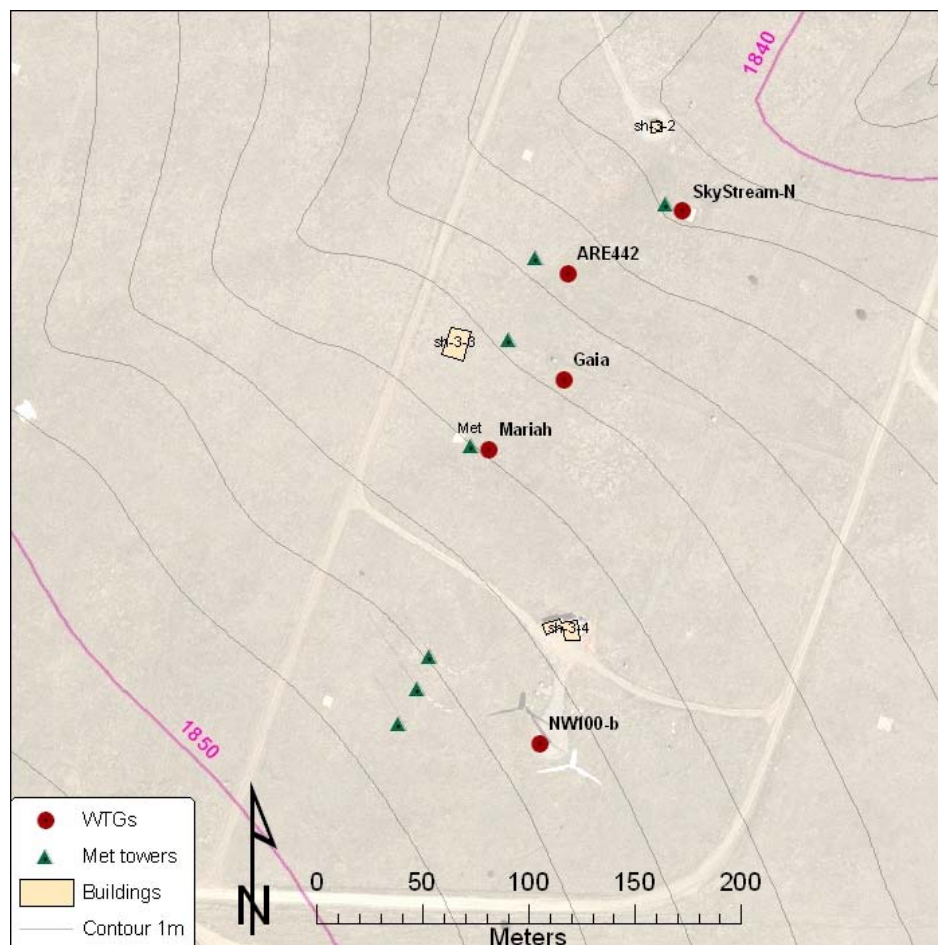 1840
sh-3-2
SkyStream-N
ARE442
sh-3-3
Gaia
Met Mariah
sh-3-4
NW100-b
1850
WTGs
Met towers
Buildings
Contour 1m
N
0 50 100 150 200
Meters